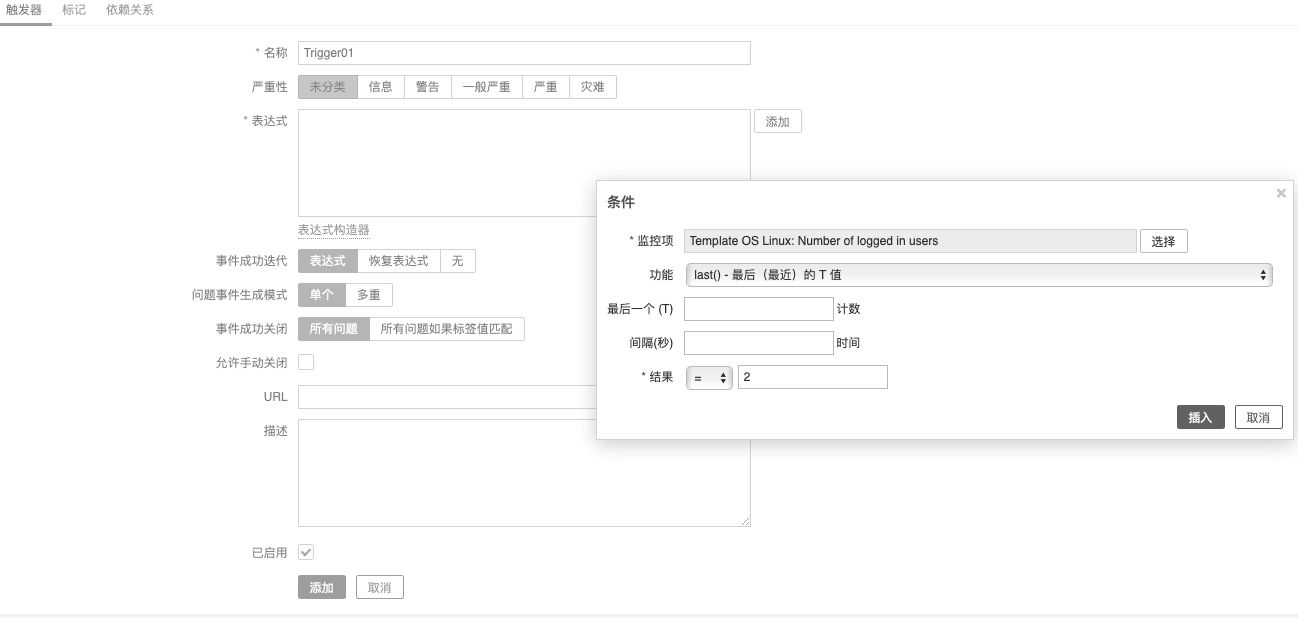 触发器 标记 依赖关系
* 名称 Trigger01
严重性 未分类 信息 警告 一般严重 严重 灾难
* 表达式 添加
表达式构造器
事件成功迭代 表达式 恢复表达式 无
问题事件生成模式 单个 多重
事件成功关闭 所有问题 所有问题如果标签值匹配
允许手动关闭
URL
描述
已启用
添加 取消
条件 ×
* 监控项 Template OS Linux: Number of logged in users 选择
功能 last() - 最后（最近）的 T 值
最后一个 (T) 计数
间隔(秒) 时间
* 结果 = 2
插入 取消